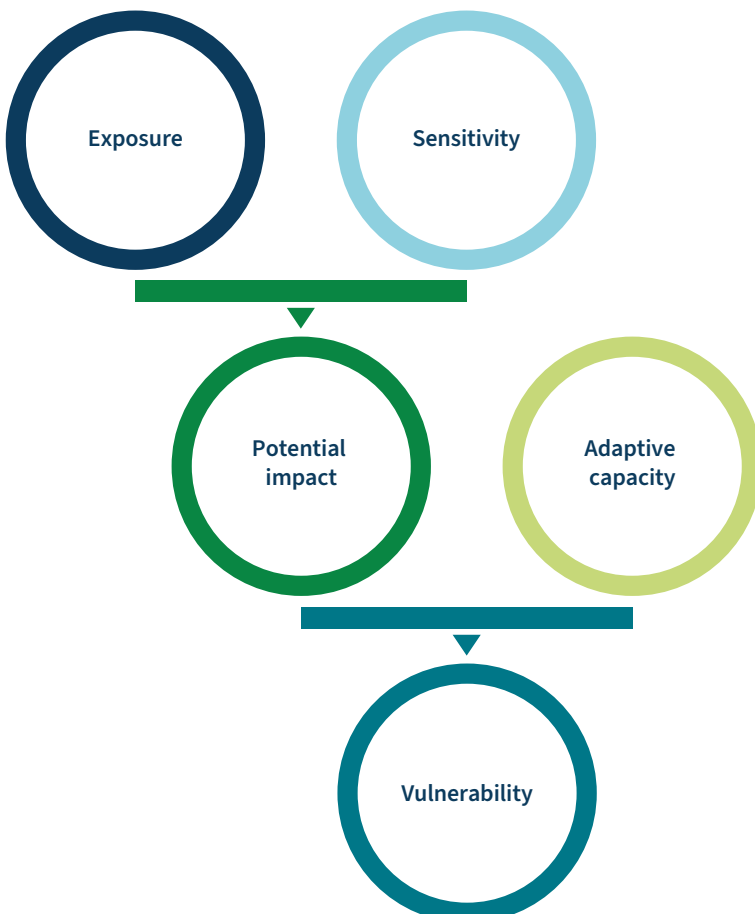 Exposure
Sensitivity
Potential
impact
Adaptive
capacity
Vulnerability